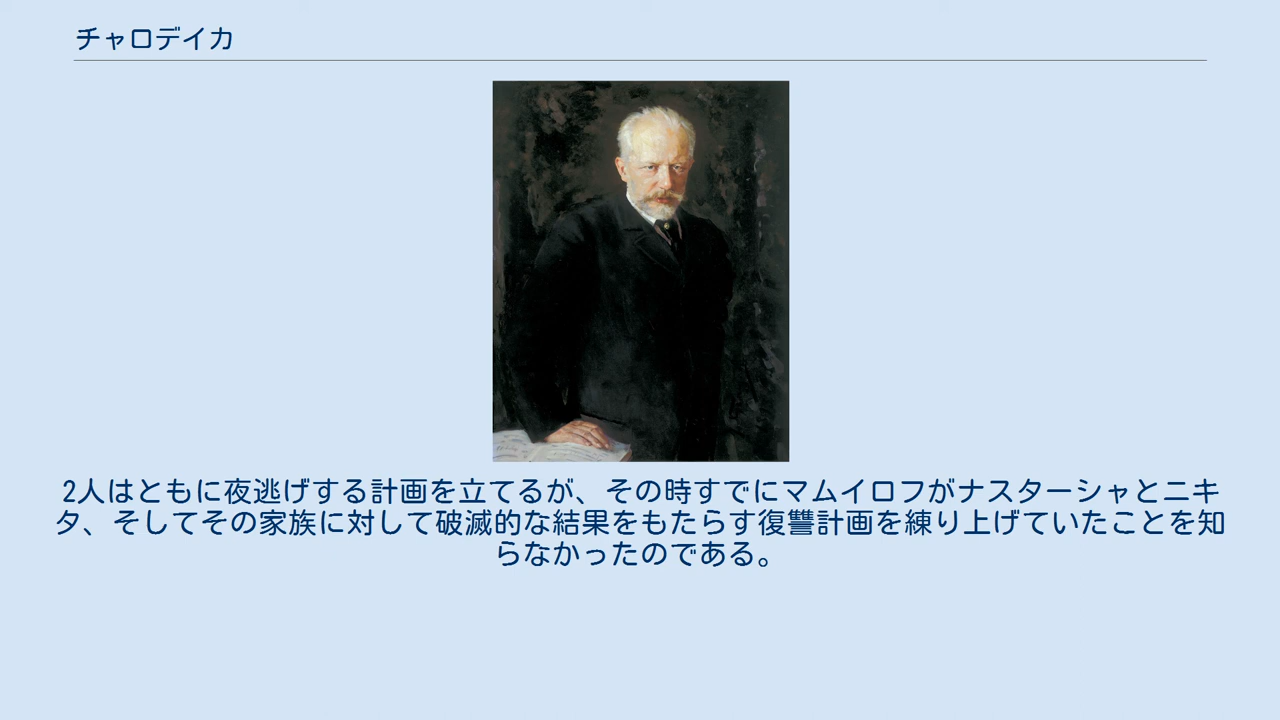 チャロデイカ
2人はともに夜逃げする計画を立てるが、その時すでにマムイロフがナスターシャとニキ
タ、そしてその家族に対して破滅的な結果をもたらす復讐計画を練り上げていたことを知
らなかったのである。